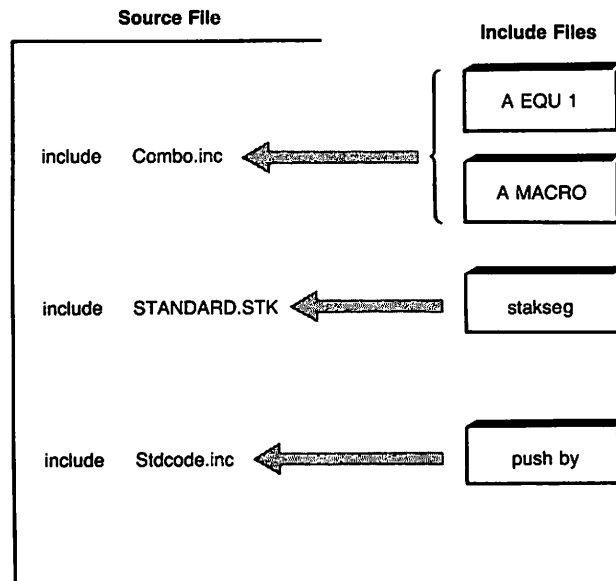 Source File
Include Files
A EQU 1
include Combo.inc
A MACRO
include STANDARD.STK
stakseg
include Stdcode.inc
push by